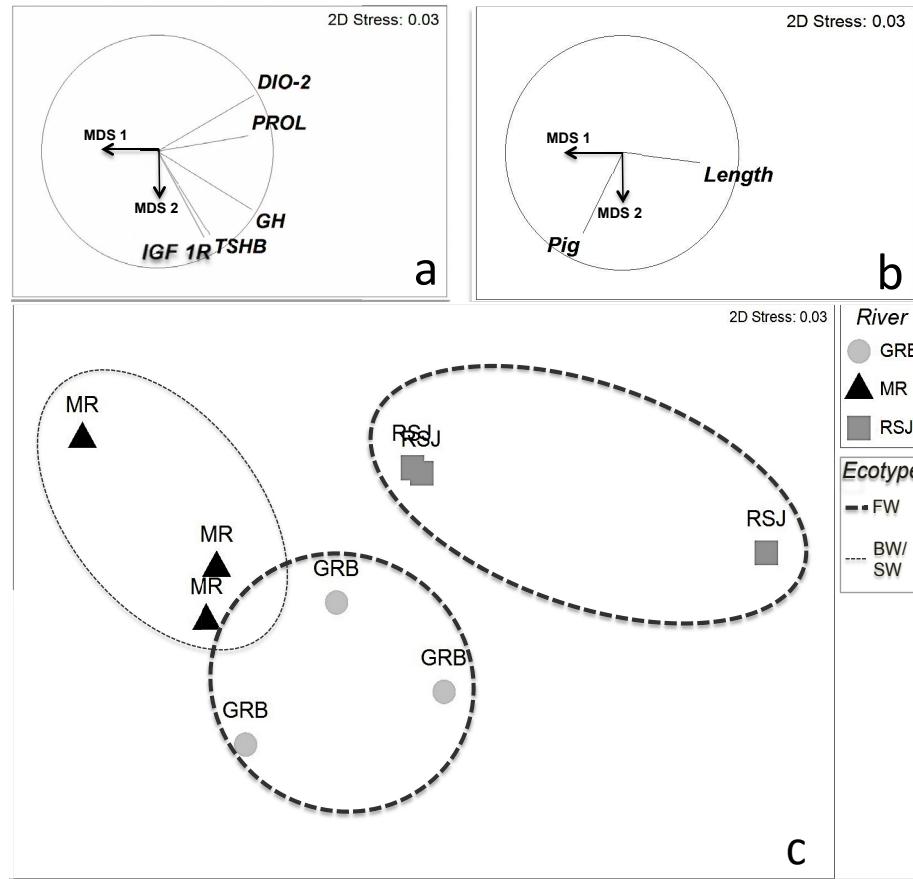 2D Stress: 0.03
DIO-2
PROL
MDS 1
MDS 2
GH
TSHB
IGF 1R
a
2D Stress: 0,03
MDS 1
Length
MDS 2
Pig
b
2D Stress: 0,03
MR
RSJ
RSJ
RSJ
MR
GRB
MR
GRB
GRB
c
River
GRB
MR
RSJ
Ecotype
FW
BW/
SW